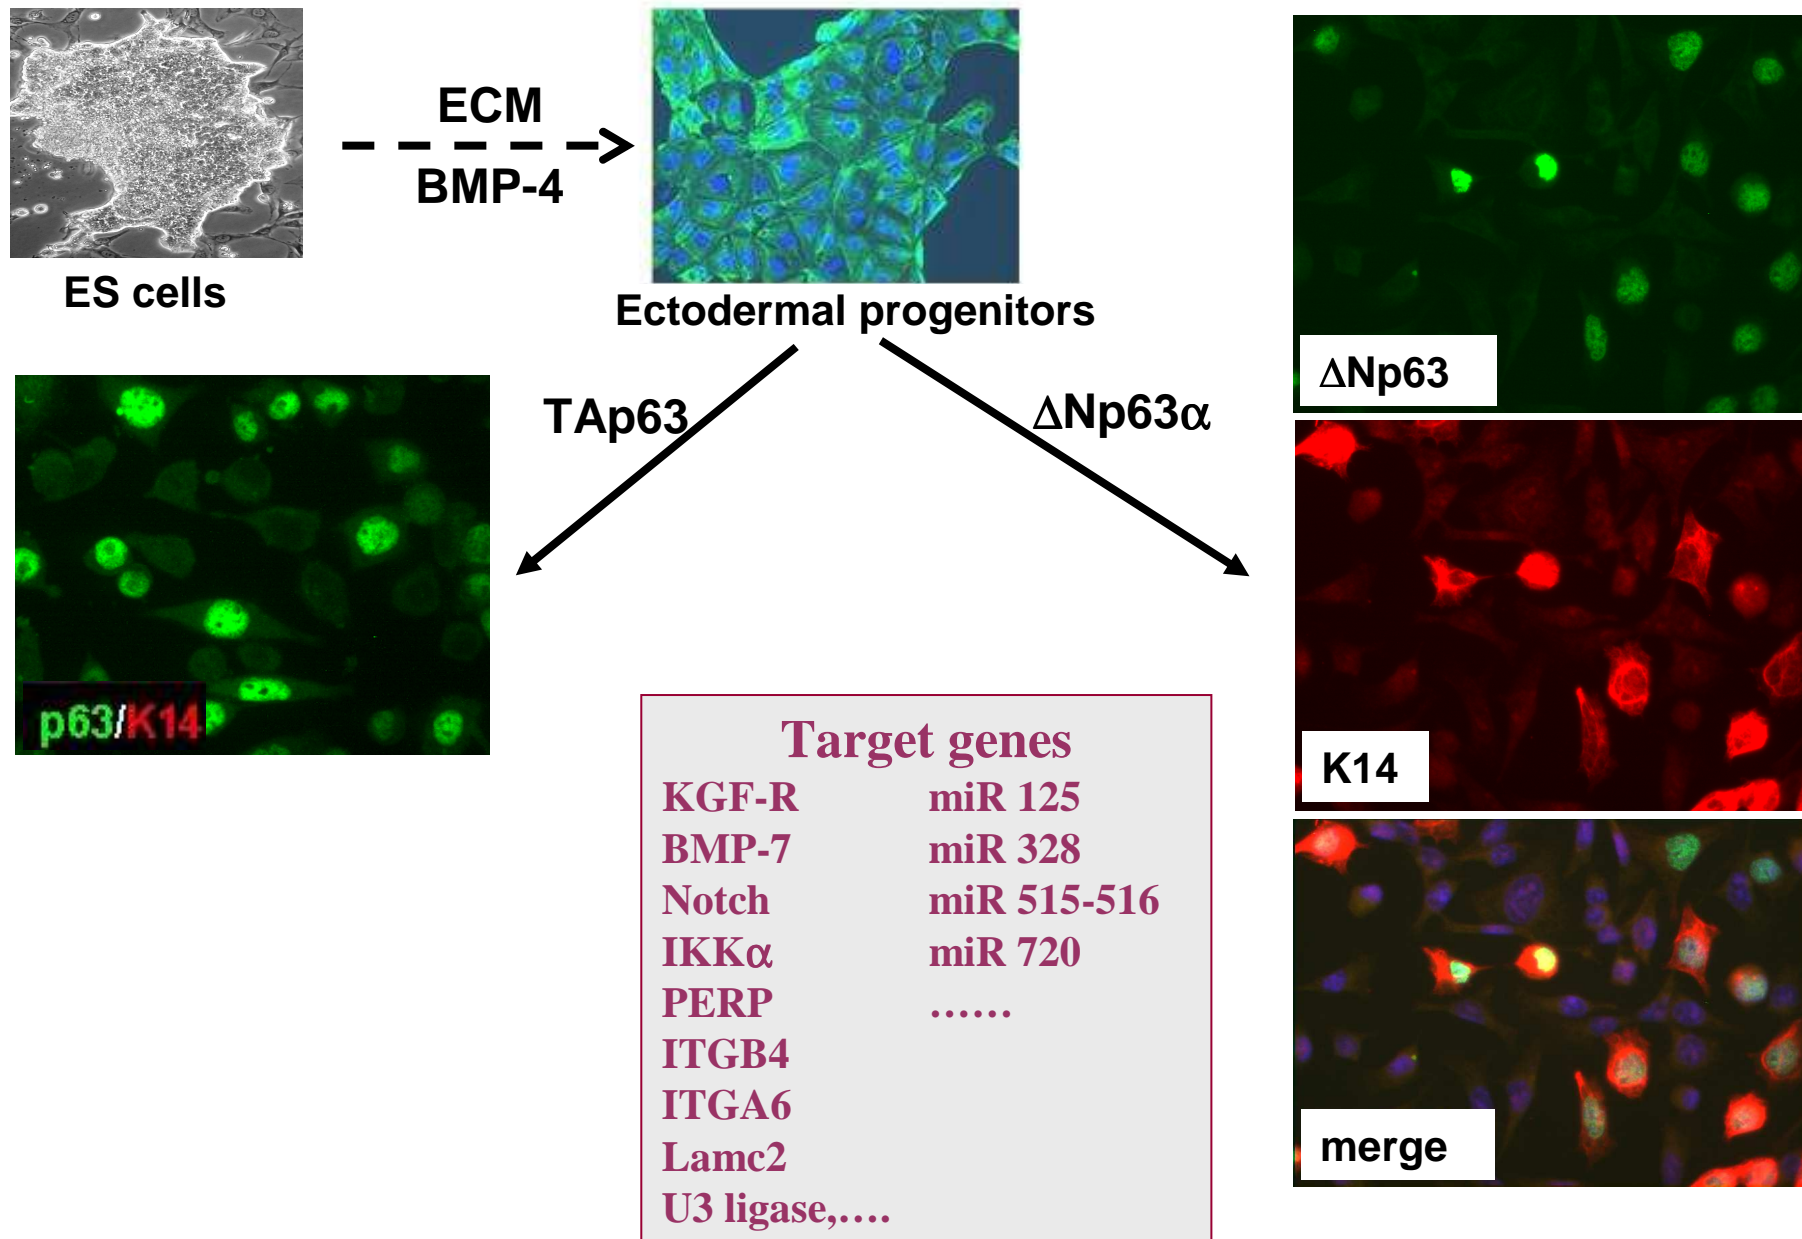 ECM
BMP-4
ES cells
Ectodermal progenitors
TAp63
ΔNp63α
p63/K14
ΔNp63
K14
merge
Target genes
KGF-R miR 125
BMP-7 miR 328
Notch miR 515-516
IKKα miR 720
PERP ......
ITGB4
ITGA6
Lamc2
U3 ligase,....